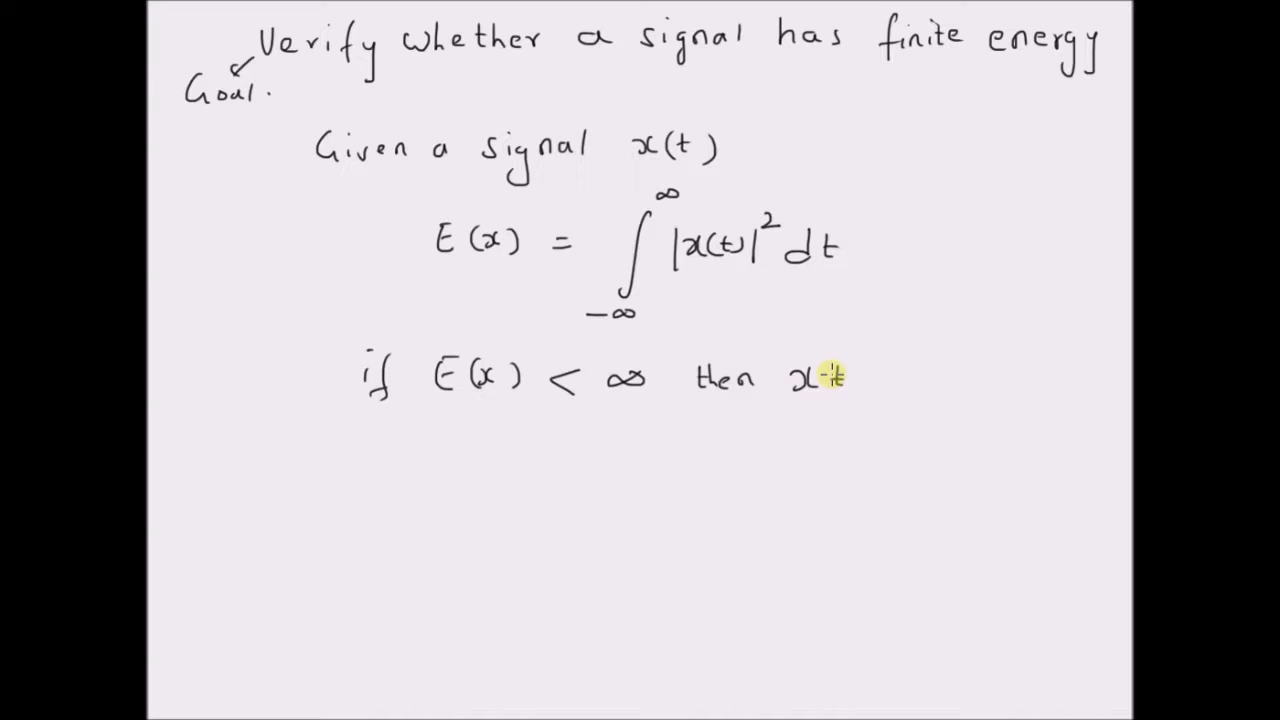 Verify whether a signal has finite energy
Goal.
Given a signal x(t)
E(x) = ∫_{-∞}^{∞} |x(t)|² dt
if E(x) < ∞ then x t